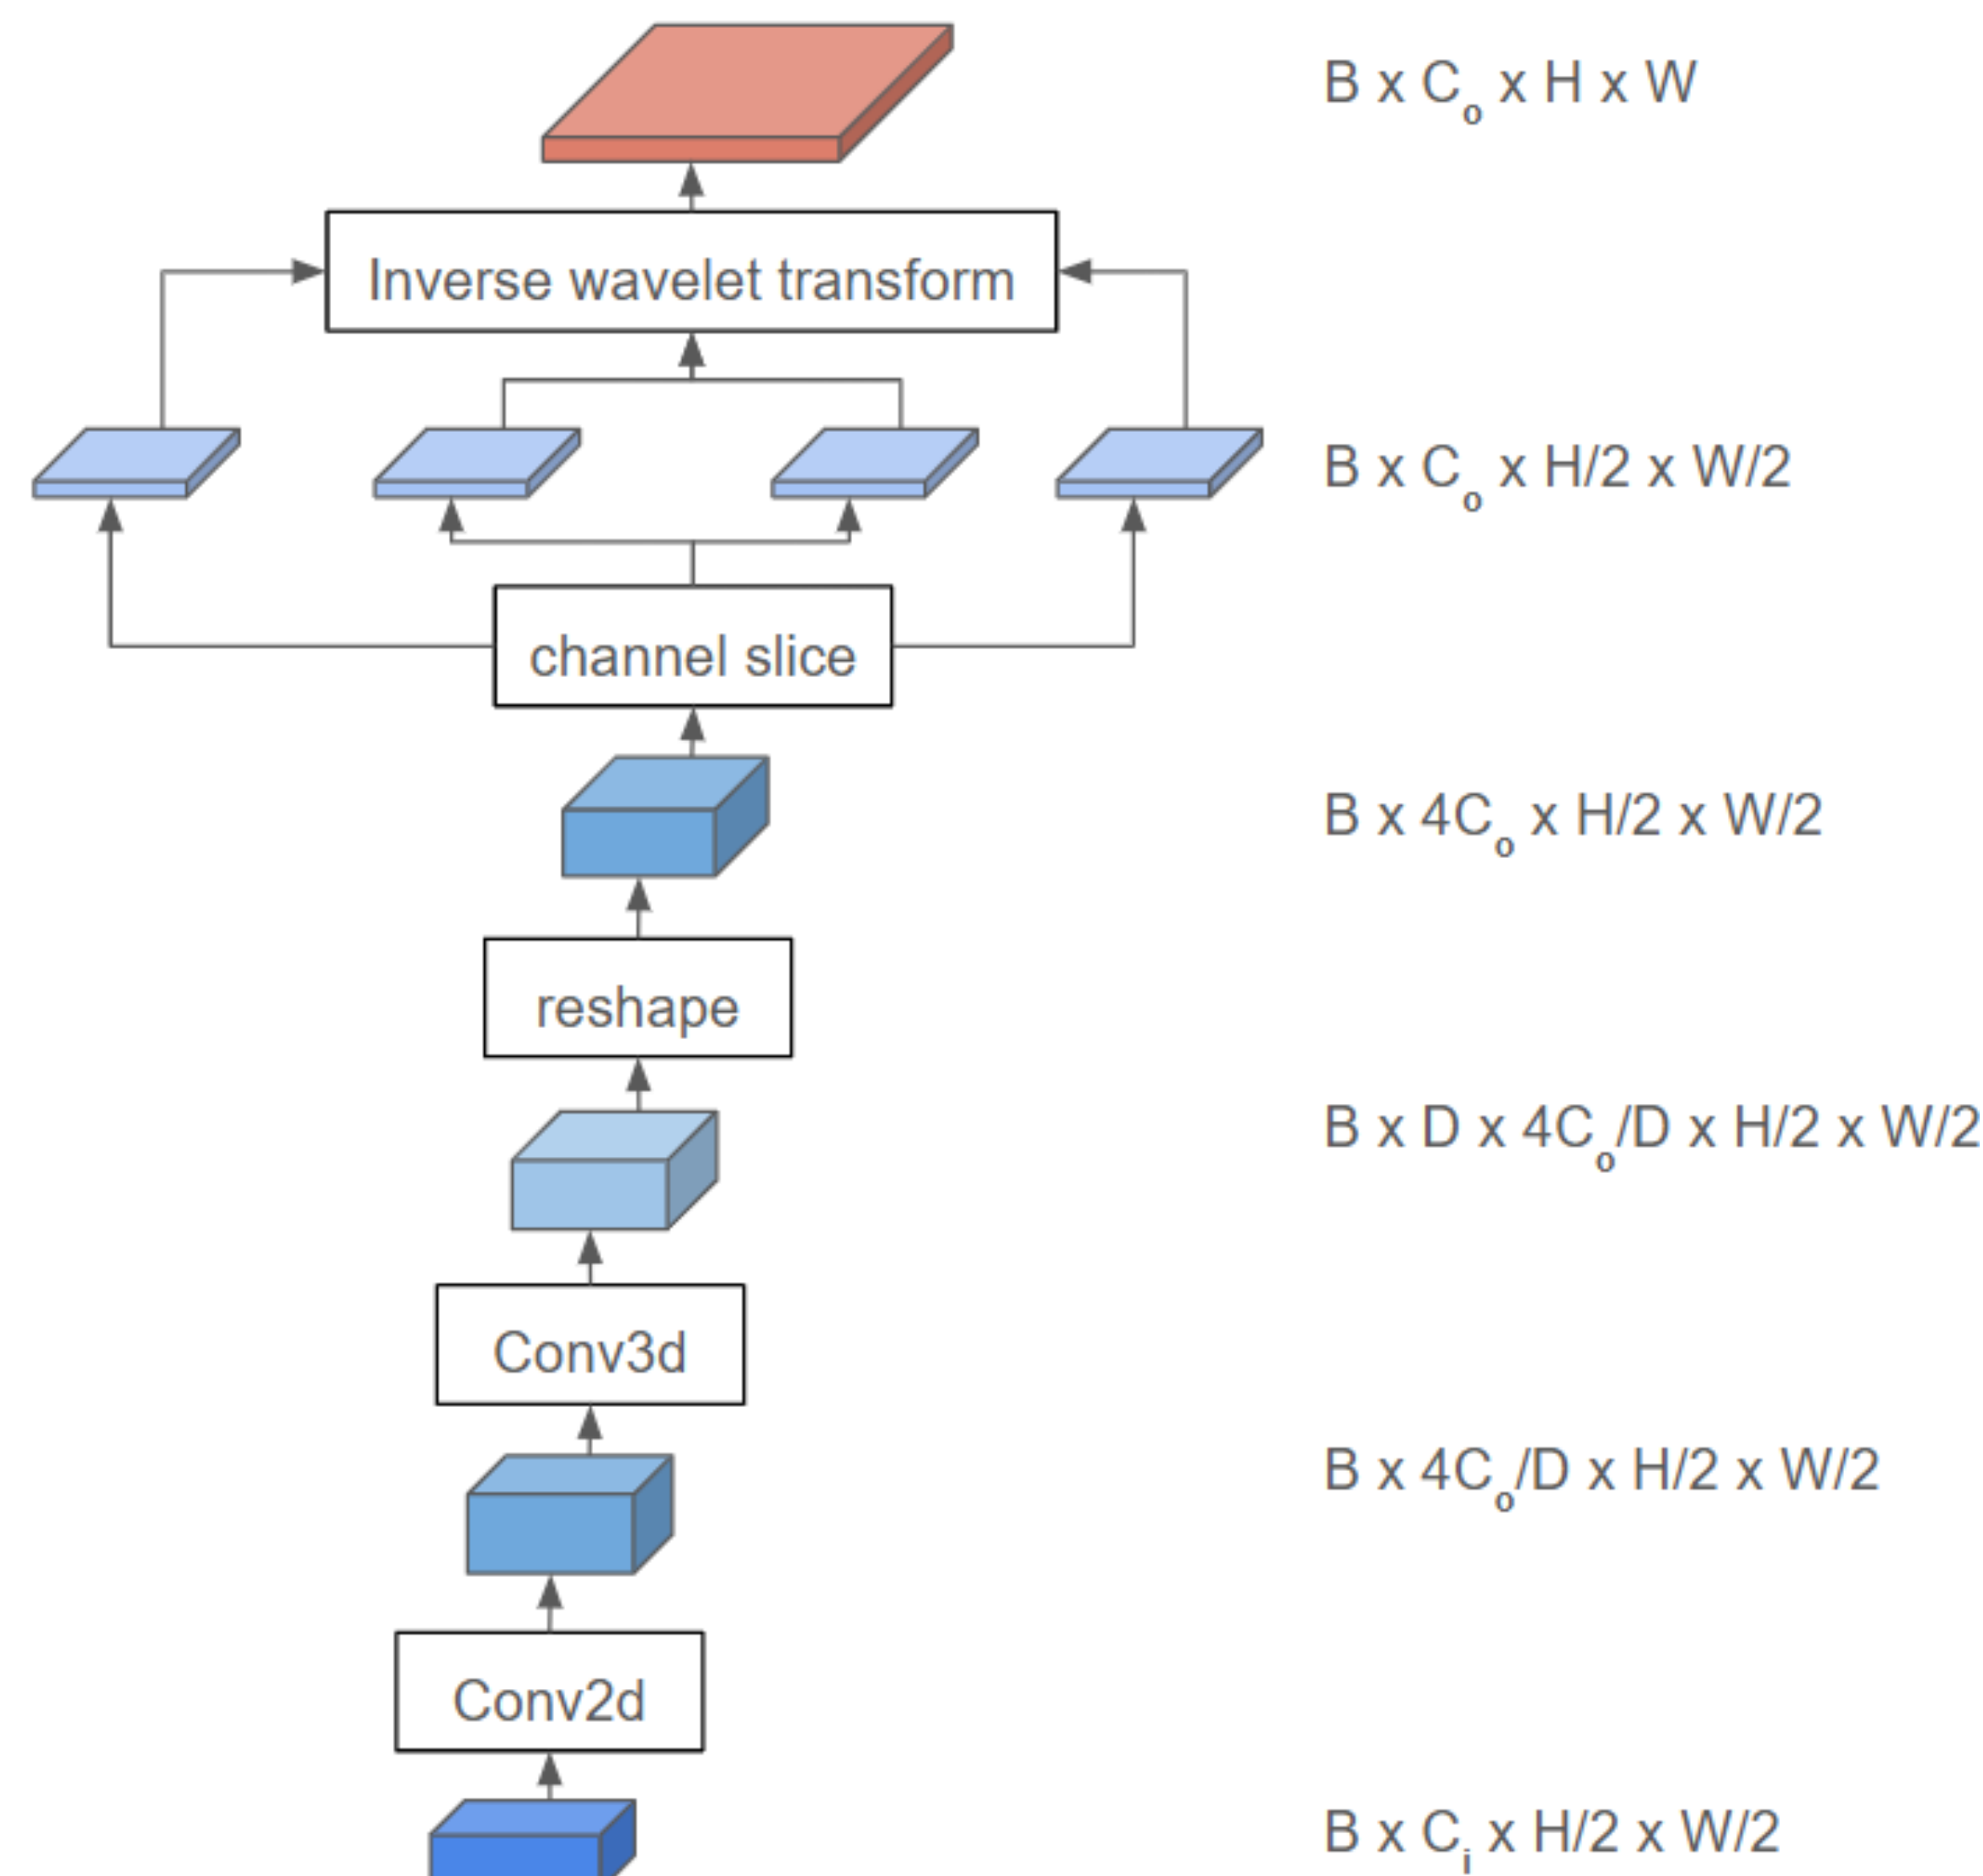 B x Co x H x W
Inverse wavelet transform
B x Co x H/2 x W/2
channel slice
B x 4Co x H/2 x W/2
reshape
B x D x 4Co/D x H/2 x W/2
Conv3d
B x 4Co/D x H/2 x W/2
Conv2d
B x Ci x H/2 x W/2